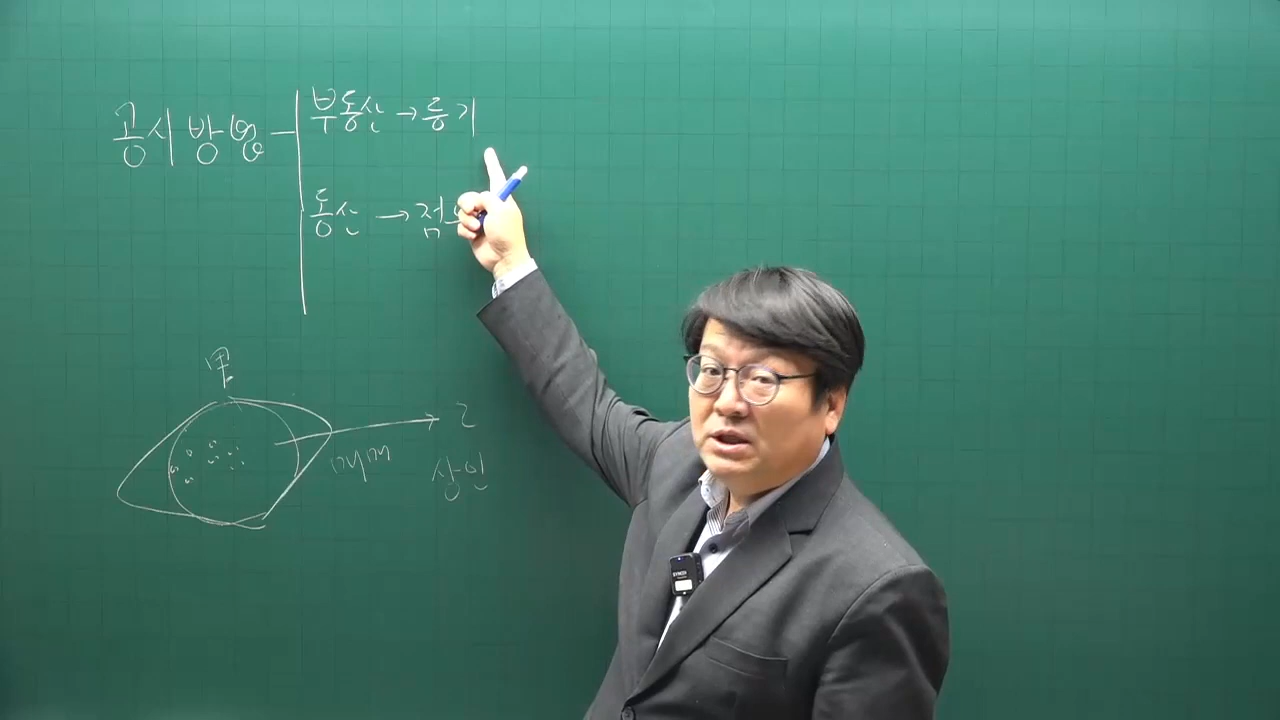 공시 방법
부동산 → 등기
동산 → 점
甲
매매
乙
상인